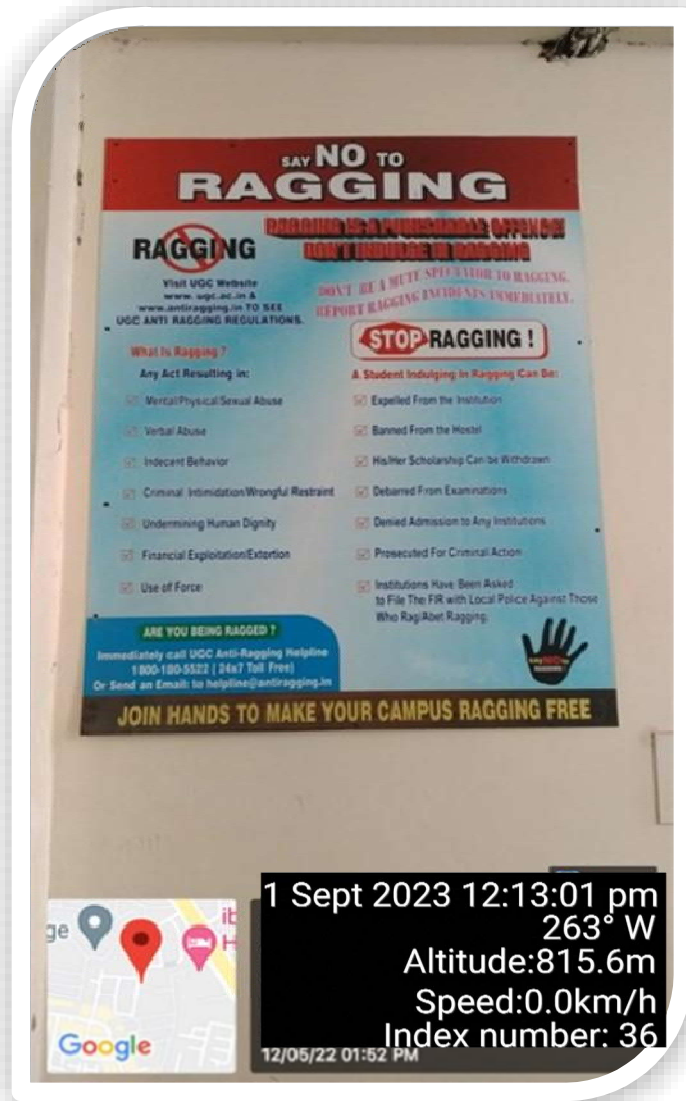 SAY NO TO
RAGGING
RAGGING
RAGGING IS A PUNISHABLE OFFENCE!
DON'T INDULGE IN RAGGING
DON'T BE A MUTE SPECTATOR TO RAGGING.
REPORT RAGGING INCIDENTS IMMEDIATELY.
Visit UGC Website
www. ugc.ac.in &
www.antiragging.in TO SEE
UGC ANTI RAGGING REGULATIONS.
STOP RAGGING !
What Is Ragging ?
Any Act Resulting in:
Mental/Physical/Sexual Abuse
Verbal Abuse
Indecent Behavior
Criminal Intimidation/Wrongful Restraint
Undermining Human Dignity
Financial Exploitation/Extortion
Use of Force
A Student Indulging In Ragging Can Be:
Expelled From the Institution
Banned From the Hostel
His/Her Scholarship Can be Withdrawn
Debarred From Examinations
Denied Admission to Any Institutions
Prosecuted For Criminal Action
Institutions Have Been Asked
to File The FIR with Local Police Against Those
Who Rag/Abet Ragging
ARE YOU BEING RAGGED ?
Immediately call UGC Anti-Ragging Helpline
1800-180-5522 ( 24x7 Toll Free)
Or Send an Email: to helpline@antiragging.in
say NO to
JOIN HANDS TO MAKE YOUR CAMPUS RAGGING FREE
ge
ib
H
Google
1 Sept 2023 12:13:01 pm
263° W
Altitude:815.6m
Speed:0.0km/h
Index number: 36
12/05/22 01:52 PM